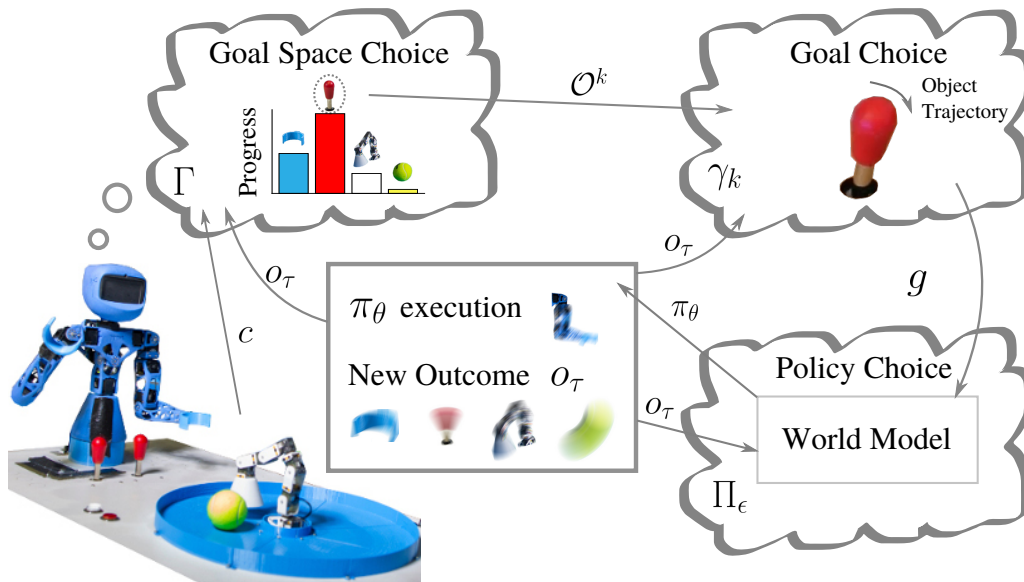 Goal Space Choice
Progress
Γ
𝒪^k
Goal Choice
Object
Trajectory
γ_k
o_τ
c
o_τ
g
π_θ
π_θ execution
New Outcome o_τ
o_τ
Policy Choice
World Model
Π_ϵ